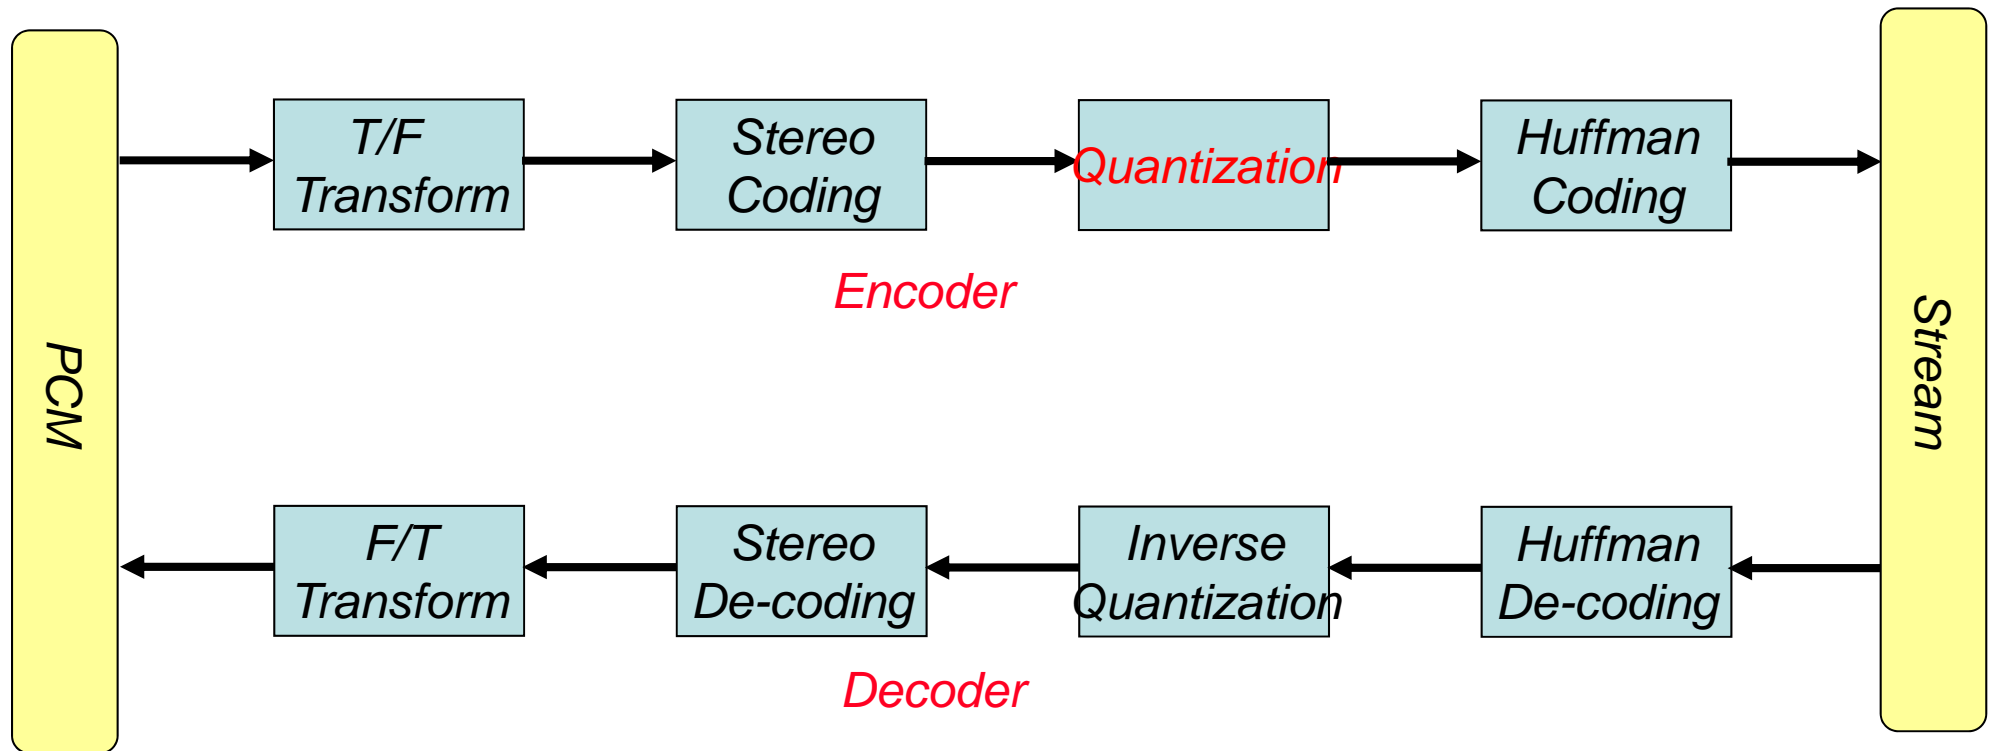 PCM
T/F
Transform
Stereo
Coding
Quantization
Huffman
Coding
Encoder
Stream
F/T
Transform
Stereo
De-coding
Inverse
Quantization
Huffman
De-coding
Decoder